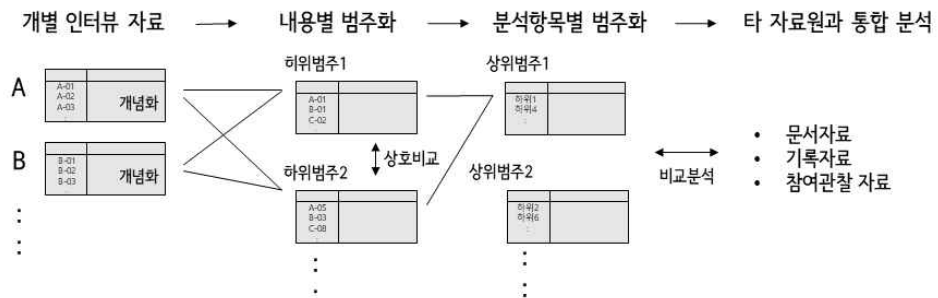 개별 인터뷰 자료 → 내용별 범주화 → 분석항목별 범주화 → 타 자료원과 통합 분석
A
A-01
A-02
A-03
:
개념화
B
B-01
B-02
B-03
:
개념화
:
:
하위범주1
A-01
B-01
C-02
:
상호비교
하위범주2
A-05
B-03
C-08
:
:
:
상위범주1
하위1
하위4
:
상위범주2
하위2
하위6
:
:
:
비교분석
• 문서자료
• 기록자료
• 참여관찰 자료